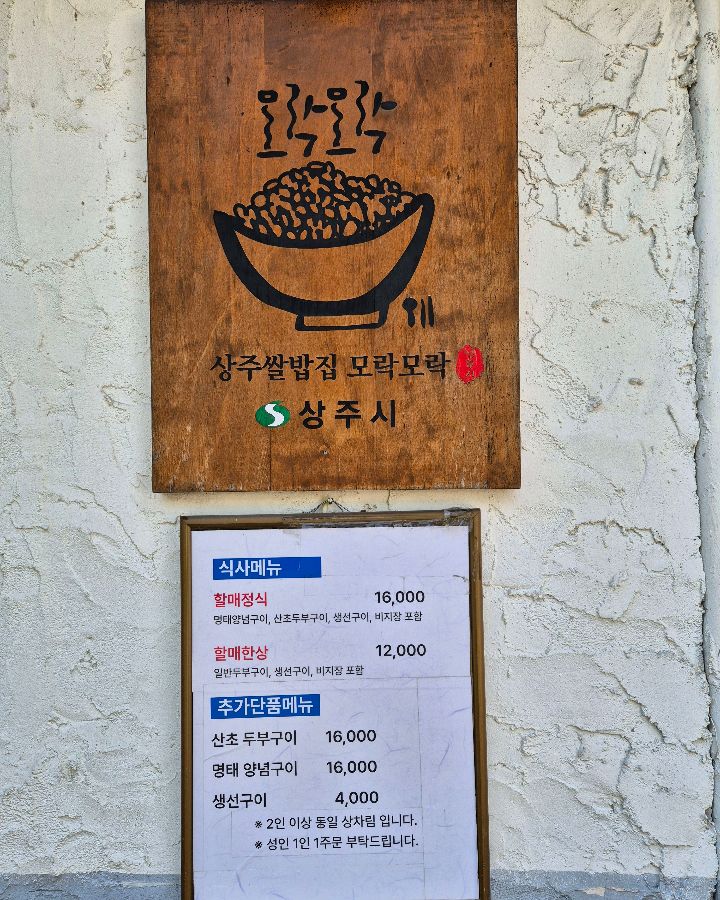 모락모락
상주쌀밥집 모락모락
상주시
식사메뉴
할매정식 16,000
명태양념구이, 산초두부구이, 생선구이, 비지장 포함
할매한상 12,000
일반두부구이, 생선구이, 비지장 포함
추가단품메뉴
산초 두부구이 16,000
명태 양념구이 16,000
생선구이 4,000
※ 2인 이상 동일 상차림 입니다.
※ 성인 1인 1주문 부탁드립니다.